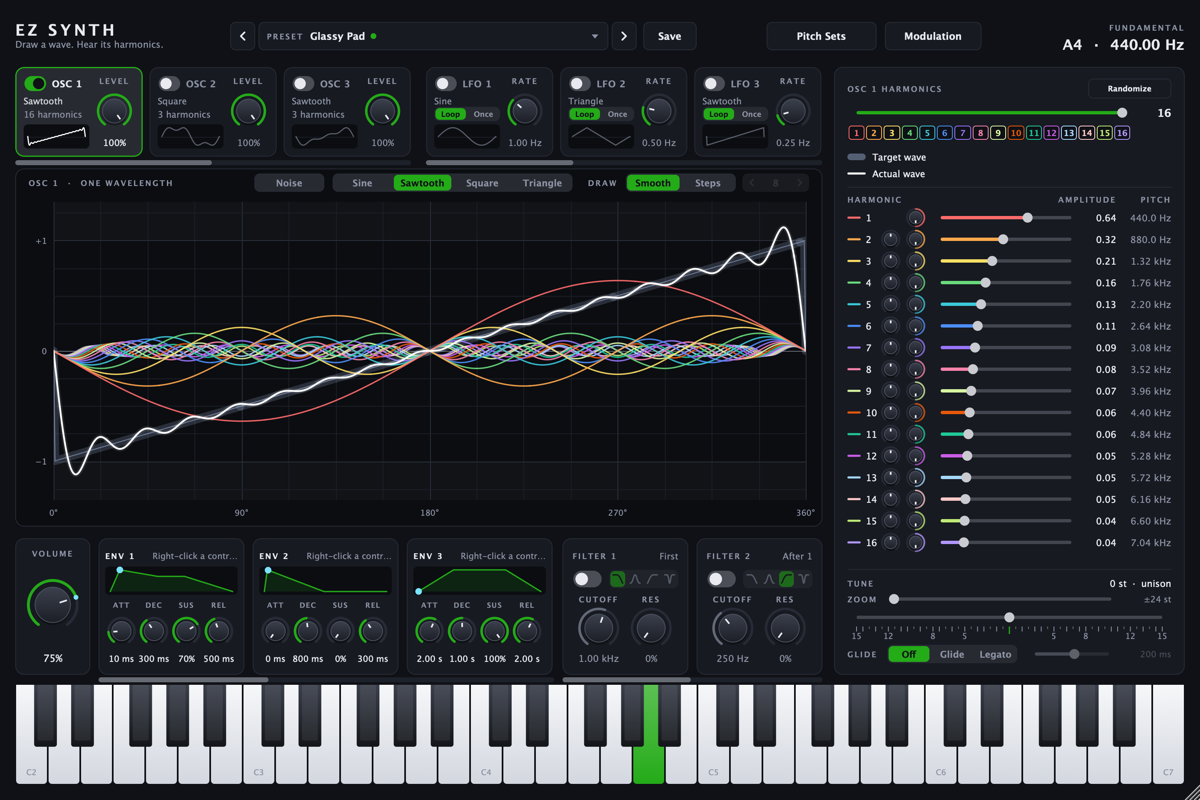 EZ SYNTH
Draw a wave. Hear its harmonics.
PRESET Glassy Pad
Save
Pitch Sets
Modulation
FUNDAMENTAL
A4 · 440.00 Hz
OSC 1 LEVEL
Sawtooth
16 harmonics
100%
OSC 2 LEVEL
Square
3 harmonics
100%
OSC 3 LEVEL
Sawtooth
3 harmonics
100%
LFO 1 RATE
Sine
Loop Once
1.00 Hz
LFO 2 RATE
Triangle
Loop Once
0.50 Hz
LFO 3 RATE
Sawtooth
Loop Once
0.25 Hz
OSC 1 · ONE WAVELENGTH
Noise
Sine Sawtooth Square Triangle
DRAW Smooth Steps
8
+1
0
−1
0° 90° 180° 270° 360°
OSC 1 HARMONICS
Randomize
16
1 2 3 4 5 6 7 8 9 10 11 12 13 14 15 16
Target wave
Actual wave
HARMONIC AMPLITUDE PITCH
1 0.64 440.0 Hz
2 0.32 880.0 Hz
3 0.21 1.32 kHz
4 0.16 1.76 kHz
5 0.13 2.20 kHz
6 0.11 2.64 kHz
7 0.09 3.08 kHz
8 0.08 3.52 kHz
9 0.07 3.96 kHz
10 0.06 4.40 kHz
11 0.06 4.84 kHz
12 0.05 5.28 kHz
13 0.05 5.72 kHz
14 0.05 6.16 kHz
15 0.04 6.60 kHz
16 0.04 7.04 kHz
TUNE 0 st · unison
ZOOM ±24 st
15 12 8 5 5 8 12 15
GLIDE Off Glide Legato 200 ms
VOLUME
75%
ENV 1 Right-click a contr...
ATT DEC SUS REL
10 ms 300 ms 70% 500 ms
ENV 2 Right-click a contr...
ATT DEC SUS REL
0 ms 800 ms 0% 300 ms
ENV 3 Right-click a contr...
ATT DEC SUS REL
2.00 s 1.00 s 100% 2.00 s
FILTER 1 First
CUTOFF RES
1.00 kHz 0%
FILTER 2 After 1
CUTOFF RES
250 Hz 0%
C2 C3 C4 C5 C6 C7